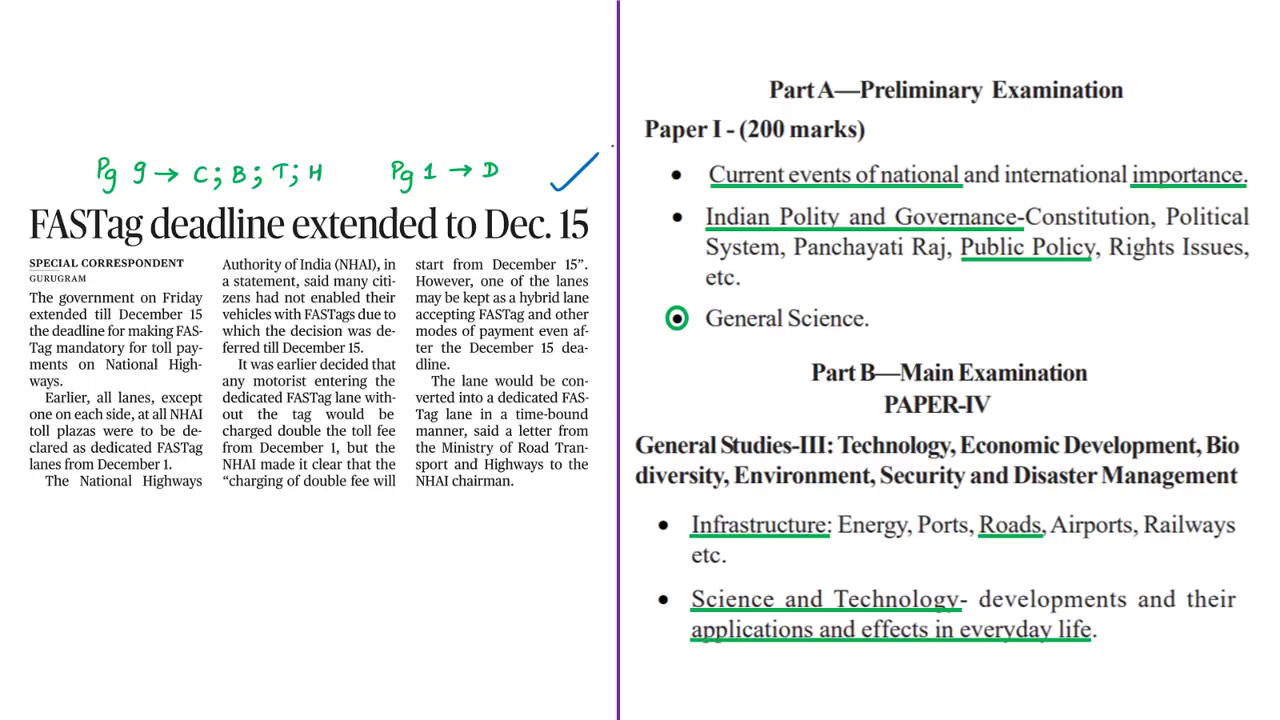 Pg 9 → C; B; T; H Pg 1 → D
FASTag deadline extended to Dec. 15
SPECIAL CORRESPONDENT
GURUGRAM
The government on Friday
extended till December 15
the deadline for making FAS-
Tag mandatory for toll pay-
ments on National High-
ways.
Earlier, all lanes, except
one on each side, at all NHAI
toll plazas were to be de-
clared as dedicated FASTag
lanes from December 1.
The National Highways
Authority of India (NHAI), in
a statement, said many citi-
zens had not enabled their
vehicles with FASTags due to
which the decision was de-
ferred till December 15.
It was earlier decided that
any motorist entering the
dedicated FASTag lane with-
out the tag would be
charged double the toll fee
from December 1, but the
NHAI made it clear that the
“charging of double fee will
start from December 15”.
However, one of the lanes
may be kept as a hybrid lane
accepting FASTag and other
modes of payment even af-
ter the December 15 dea-
dline.
The lane would be con-
verted into a dedicated FAS-
Tag lane in a time-bound
manner, said a letter from
the Ministry of Road Tran-
sport and Highways to the
NHAI chairman.
Part A—Preliminary Examination
Paper I - (200 marks)
• Current events of national and international importance.
• Indian Polity and Governance-Constitution, Political
System, Panchayati Raj, Public Policy, Rights Issues,
etc.
• General Science.
Part B—Main Examination
PAPER-IV
General Studies-III: Technology, Economic Development, Bio
diversity, Environment, Security and Disaster Management
• Infrastructure: Energy, Ports, Roads, Airports, Railways
etc.
• Science and Technology- developments and their
applications and effects in everyday life.